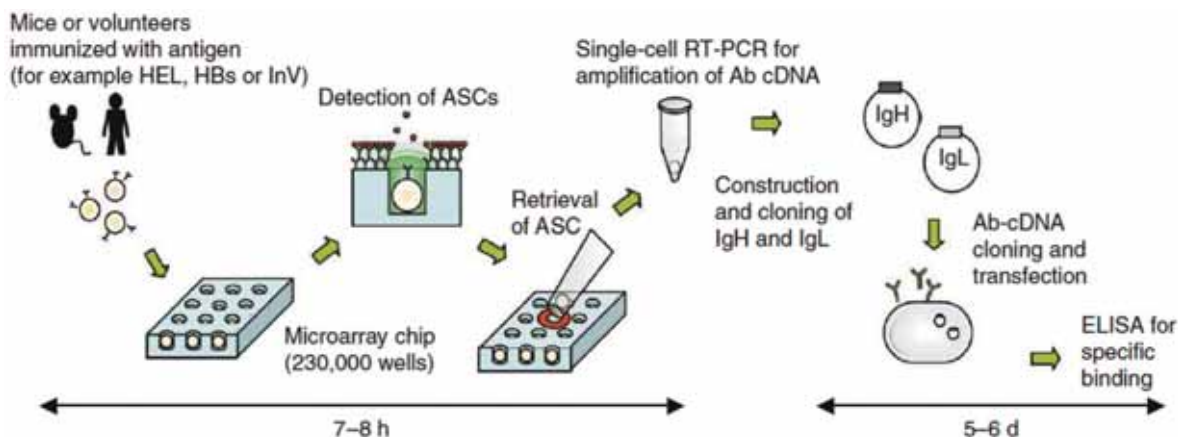 Mice or volunteers
immunized with antigen
(for example HEL, HBs or InV)
Detection of ASCs
Single-cell RT-PCR for
amplification of Ab cDNA
IgH
IgL
Retrieval
of ASC
Construction
and cloning of
IgH and IgL
Ab-cDNA
cloning and
transfection
Microarray chip
(230,000 wells)
ELISA for
specific
binding
7–8 h
5–6 d